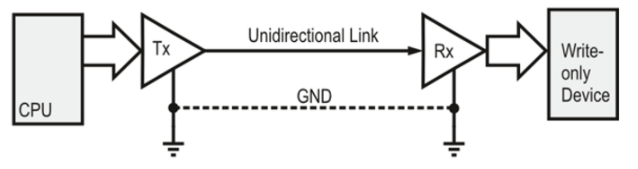 CPU
Tx
Unidirectional Link
GND
Rx
Write-
only
Device